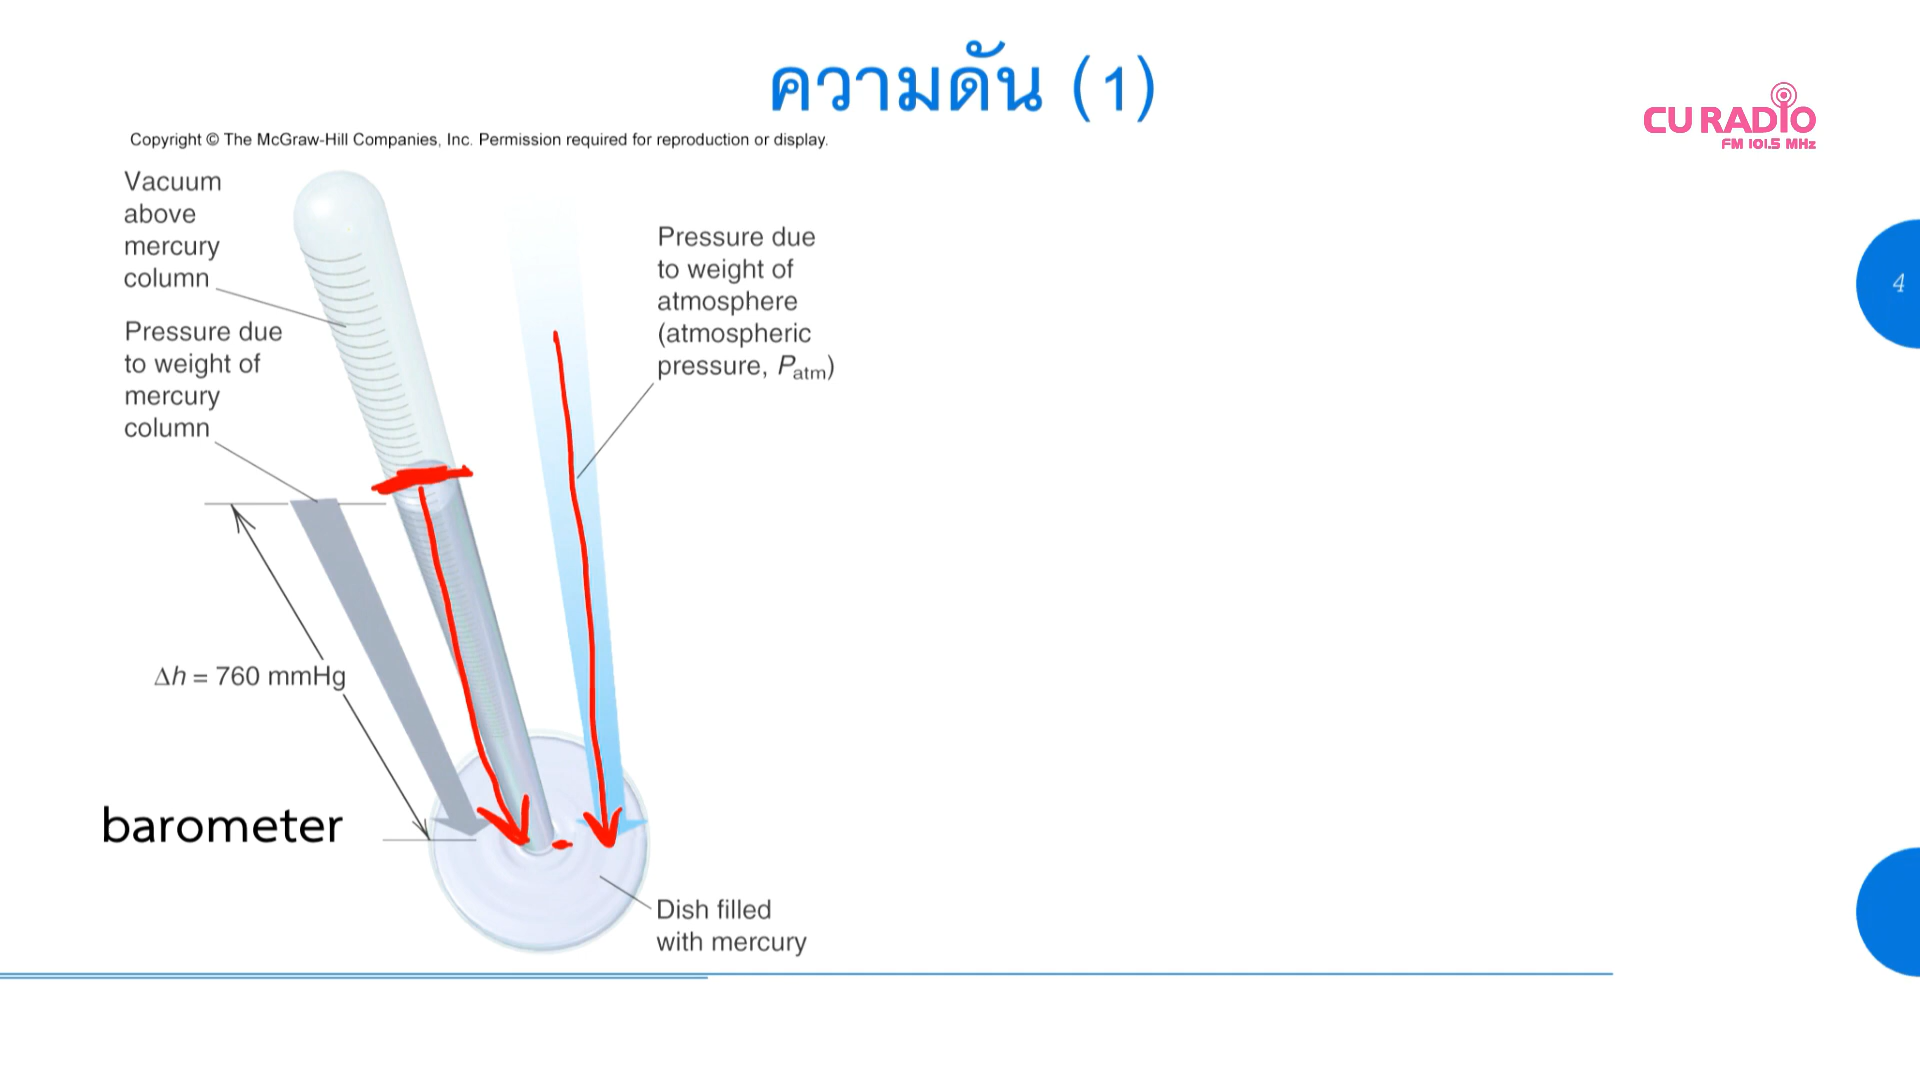 ความดัน (1)
CU RADIO
FM 101.5 MHz
Copyright © The McGraw-Hill Companies, Inc. Permission required for reproduction or display.
Vacuum
above
mercury
column
Pressure due
to weight of
mercury
column
Pressure due
to weight of
atmosphere
(atmospheric
pressure, Patm)
4
Δh = 760 mmHg
barometer
Dish filled
with mercury